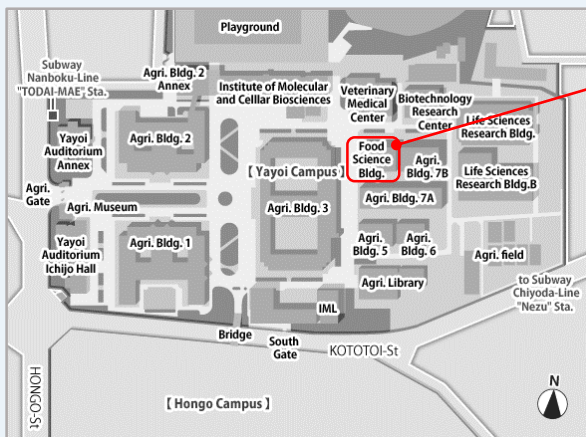 Playground
Subway
Nanboku-Line
"TODAI-MAE" Sta.
Agri. Bldg. 2
Annex
Institute of Molecular
and Celllar Biosciences
Veterinary
Medical
Center
Biotechnology
Research
Center
Life Sciences
Research Bldg.
Yayoi
Auditorium
Annex
Agri. Bldg. 2
Food
Science
Bldg.
【 Yayoi Campus 】
Agri.
Bldg. 7B
Life Sciences
Research Bldg.B
Agri.
Gate
Agri. Museum
Agri. Bldg. 3
Agri. Bldg. 7A
Yayoi
Auditorium
Ichijo Hall
Agri. Bldg. 1
Agri.
Bldg. 5
Agri.
Bldg. 6
Agri. field
Agri. Library
to Subway
Chiyoda-Line
"Nezu" Sta.
IML
Bridge
South
Gate
KOTOTOI-St
HONGO-St
【 Hongo Campus 】
N